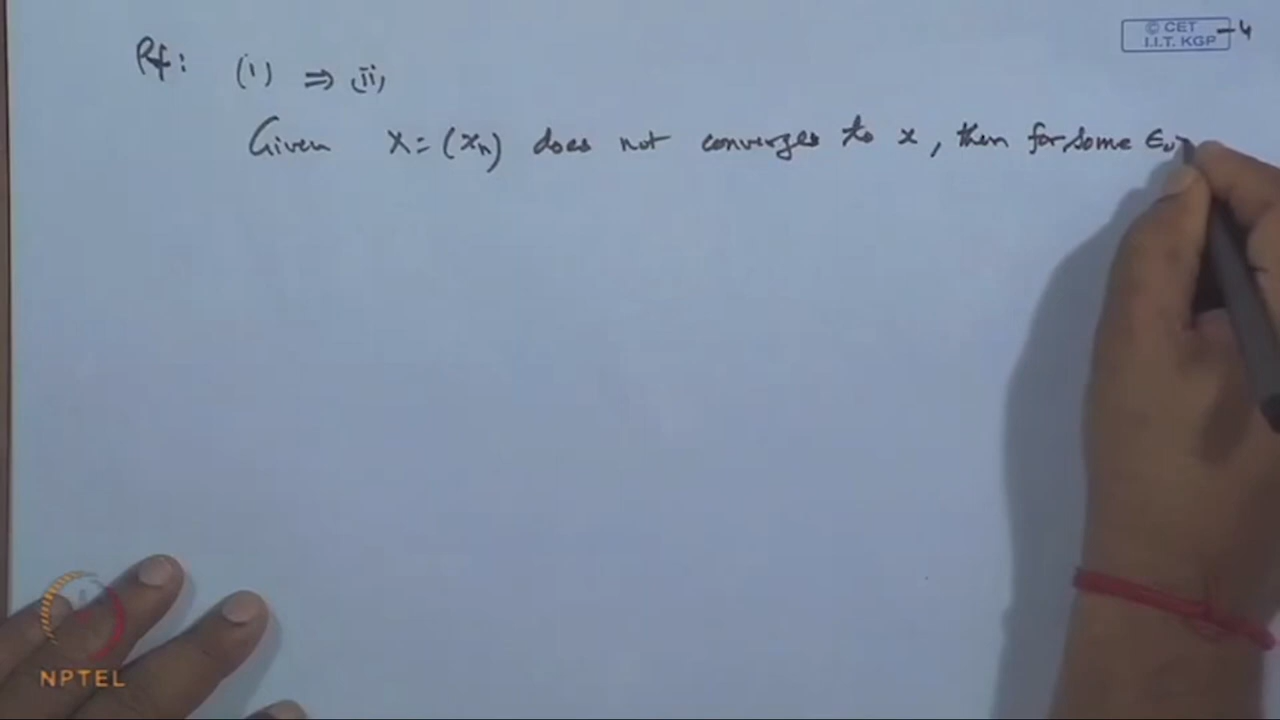 © CET
I.I.T. KGP
-4
Pf: (i) ⇒ (ii)
Given X = (xn) does not converges to x, then for some ε0 >
NPTEL